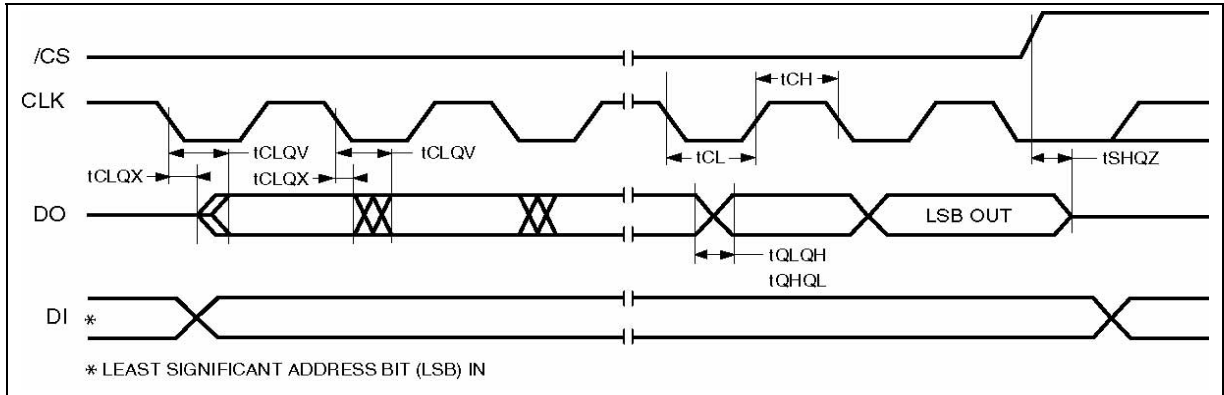 /CS
CLK
tCH
tCLQV
tCLQV
tCL
tSHQZ
tCLQX
tCLQX
DO
LSB OUT
tQLQH
tQHQL
DI *
* LEAST SIGNIFICANT ADDRESS BIT (LSB) IN